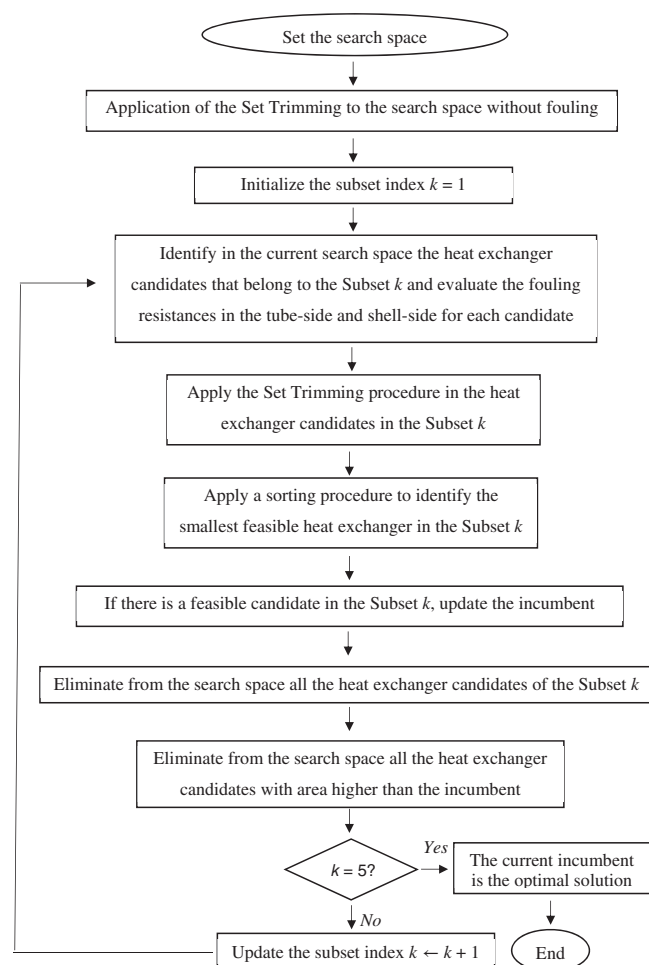 Set the search space
Application of the Set Trimming to the search space without fouling
Initialize the subset index k = 1
Identify in the current search space the heat exchanger
candidates that belong to the Subset k and evaluate the fouling
resistances in the tube-side and shell-side for each candidate
Apply the Set Trimming procedure in the heat
exchanger candidates in the Subset k
Apply a sorting procedure to identify the
smallest feasible heat exchanger in the Subset k
If there is a feasible candidate in the Subset k, update the incumbent
Eliminate from the search space all the heat exchanger candidates of the Subset k
Eliminate from the search space all the heat exchanger
candidates with area higher than the incumbent
k = 5?
Yes
The current incumbent
is the optimal solution
No
Update the subset index k ← k + 1
End